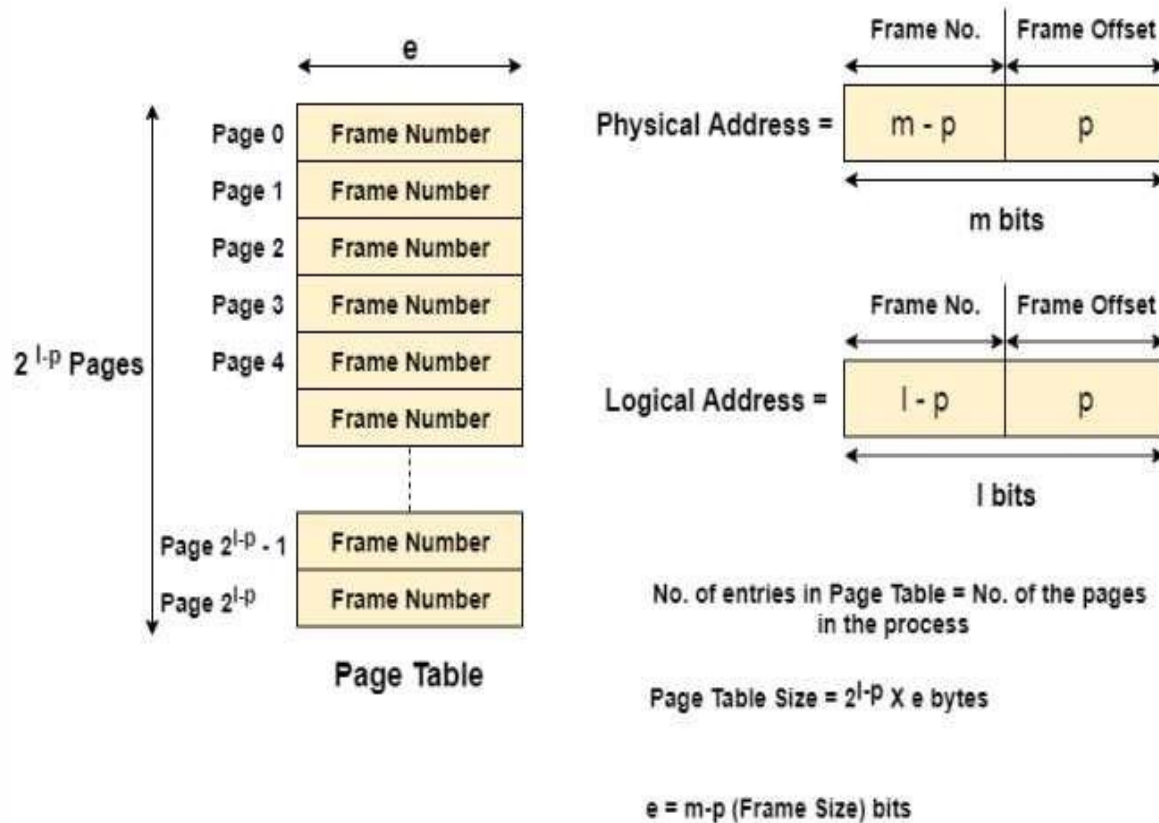 e
Page 0 Frame Number
Page 1 Frame Number
Page 2 Frame Number
Page 3 Frame Number
Page 4 Frame Number
Frame Number
2 l-p Pages
Page 2^l-p - 1 Frame Number
Page 2^l-p Frame Number
Page Table
Frame No. Frame Offset
Physical Address = m - p p
m bits
Frame No. Frame Offset
Logical Address = l - p p
l bits
No. of entries in Page Table = No. of the pages
in the process
Page Table Size = 2^l-p X e bytes
e = m-p (Frame Size) bits